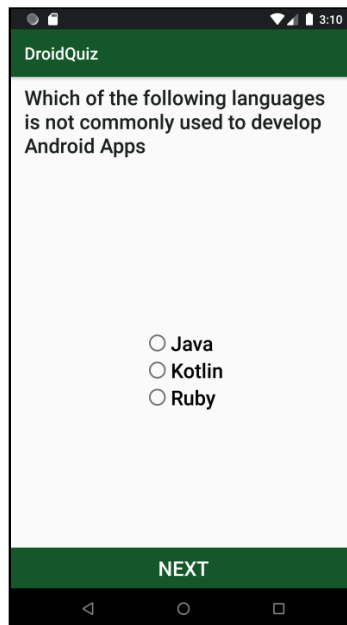 3:10
DroidQuiz
Which of the following languages
is not commonly used to develop
Android Apps
Java
Kotlin
Ruby
NEXT